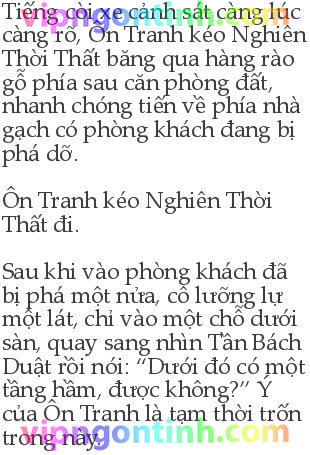 Tiếng còi xe cảnh sát càng lúc
càng rõ, Ôn Tranh kéo Nghiên
Thời Thất băng qua hàng rào
gỗ phía sau căn phòng đất,
nhanh chóng tiến về phía nhà
gạch có phòng khách đang bị
phá dỡ.
Ôn Tranh kéo Nghiên Thời
Thất đi.
Sau khi vào phòng khách đã
bị phá một nửa, cô lưỡng lự
một lát, chỉ vào một chỗ dưới
sàn, quay sang nhìn Tần Bách
Duật rồi nói: “Dưới đó có một
tầng hầm, được không?” Ý
của Ôn Tranh là tạm thời trốn
trong này.
vipngontinh.com
vipngontinh.com